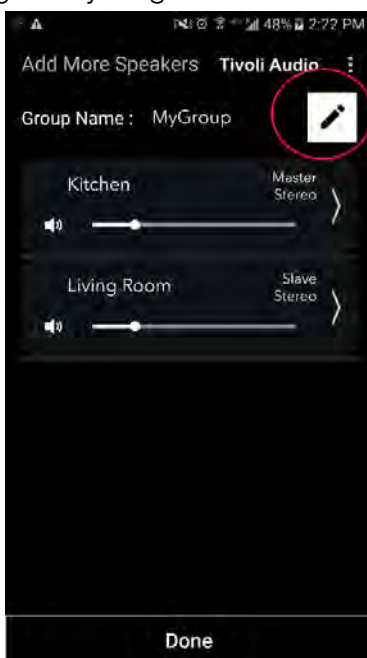 48% 2:22 PM
Add More Speakers Tivoli Audio
Group Name : MyGroup
Kitchen
Master
Stereo
Living Room
Slave
Stereo
Done